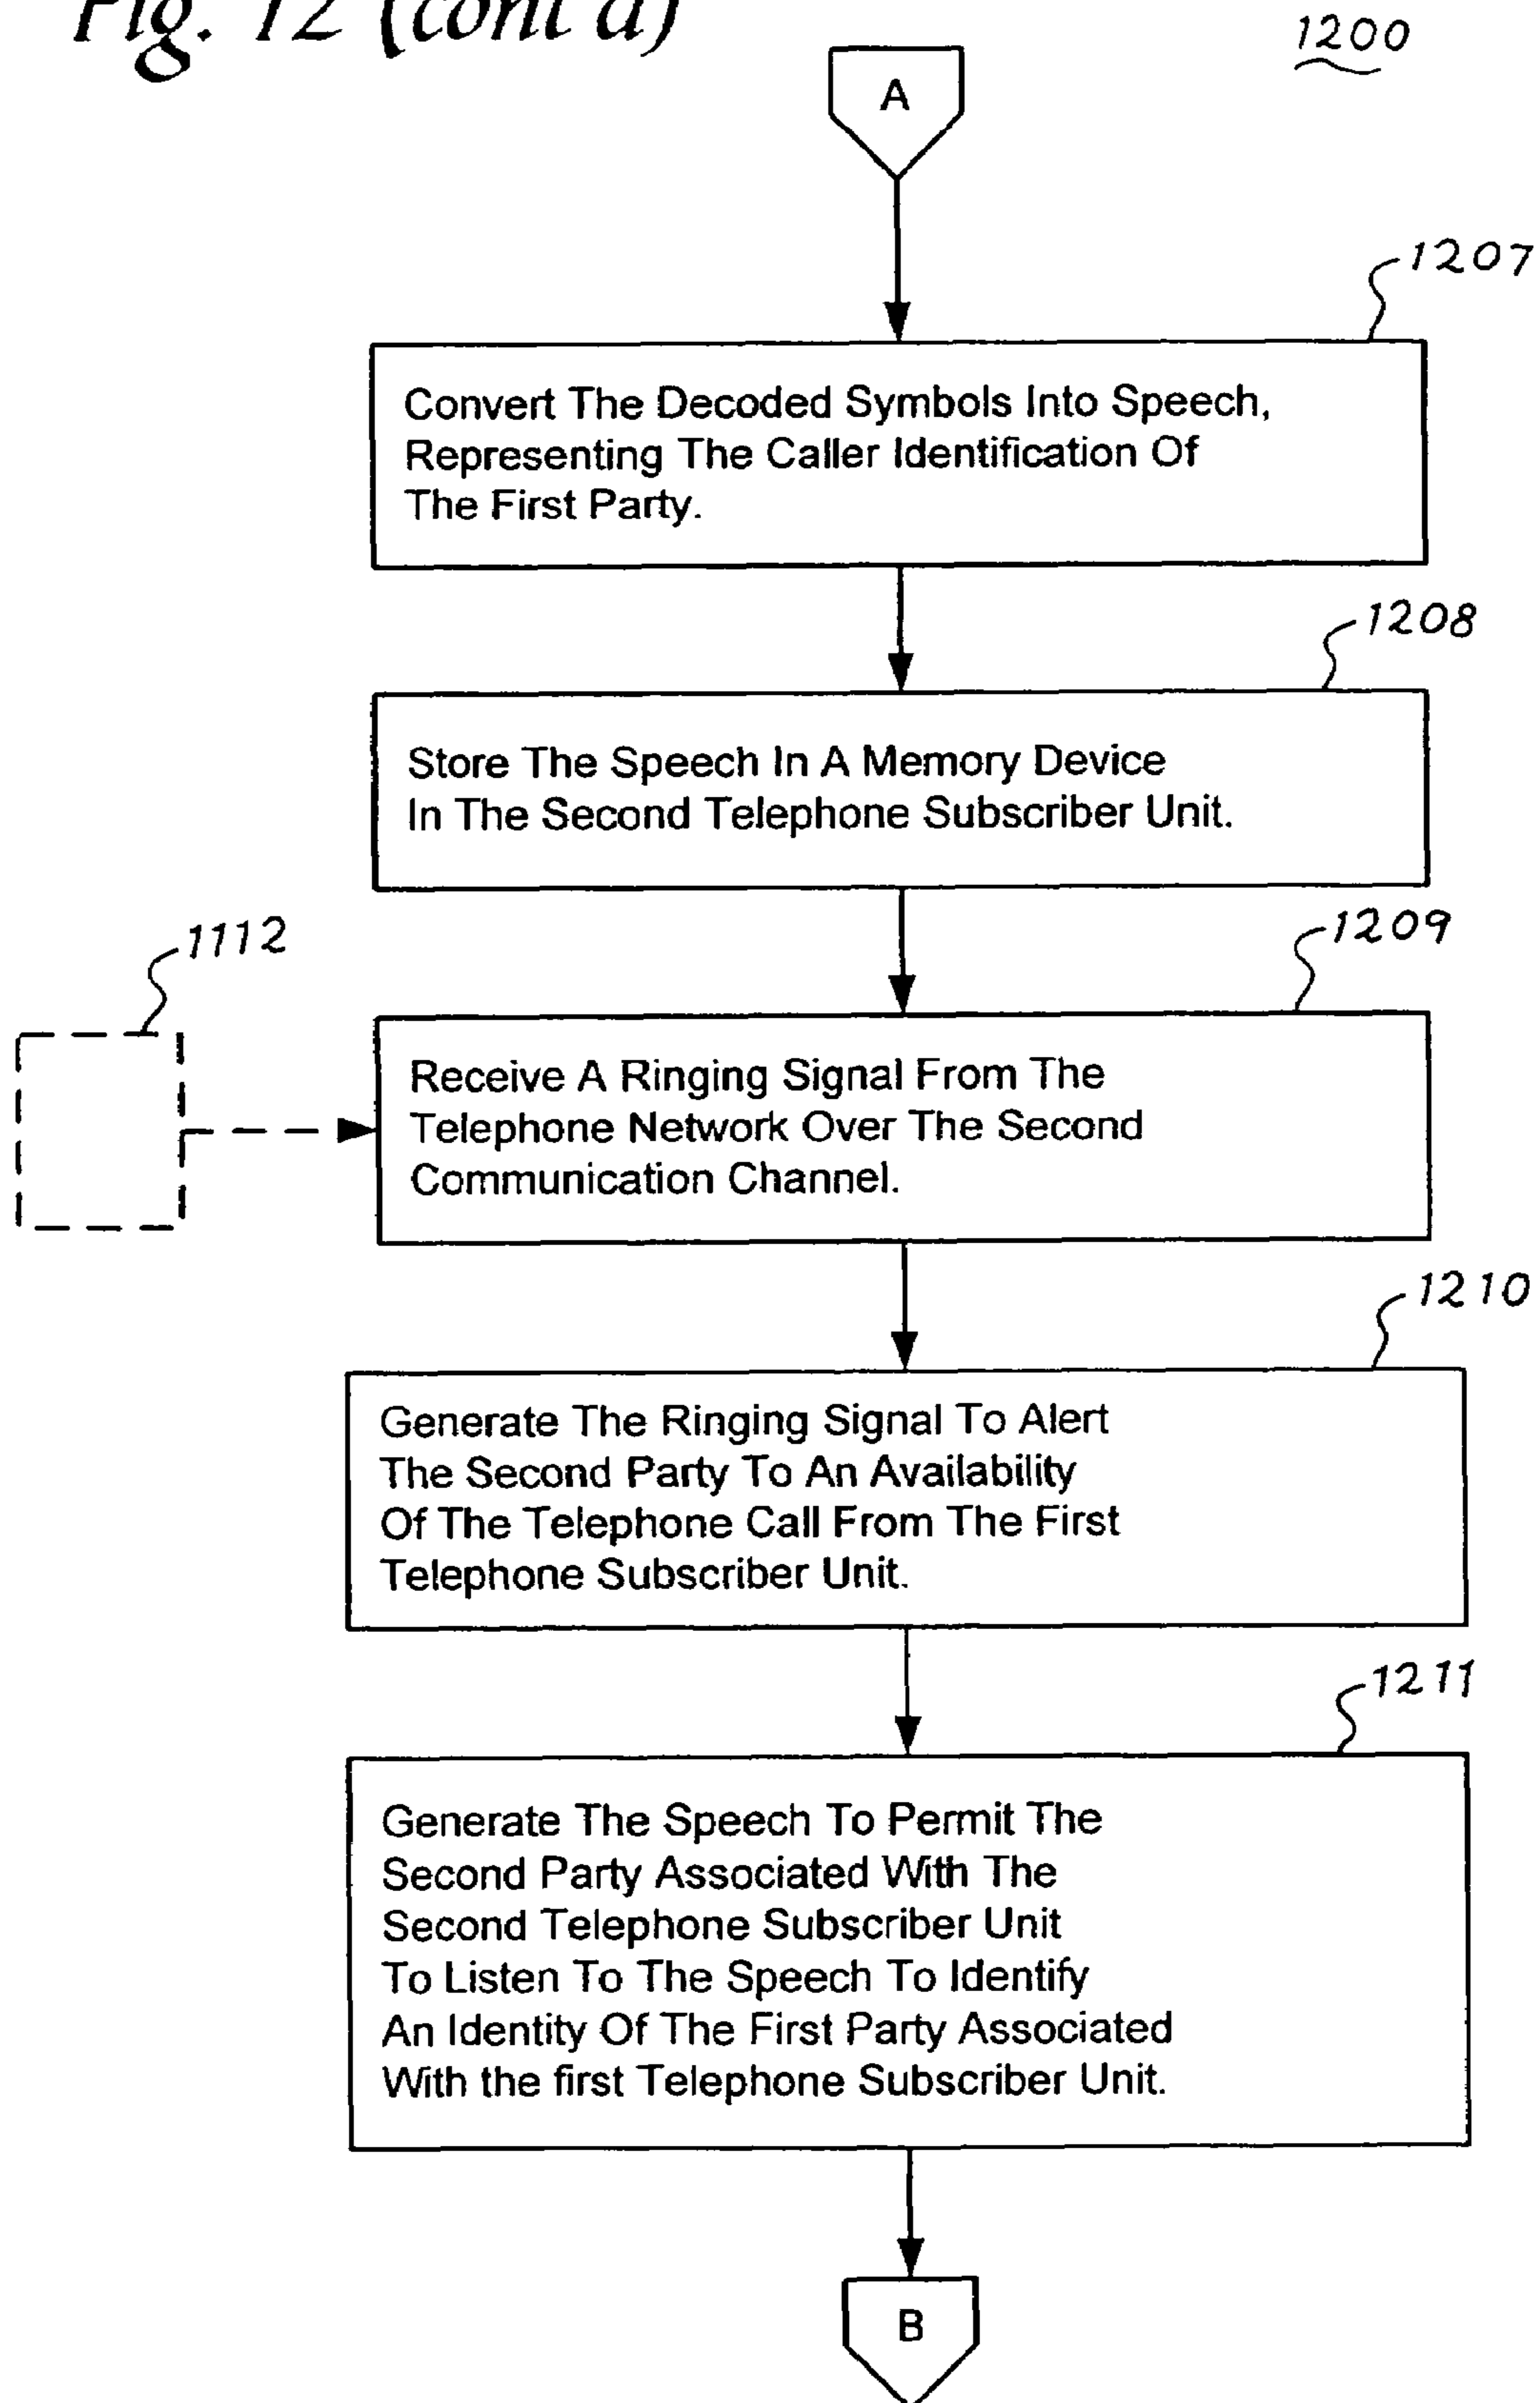 Fig. 12 (cont'd)
1200
A
1207
Convert The Decoded Symbols Into Speech,
Representing The Caller Identification Of
The First Party.
1208
Store The Speech In A Memory Device
In The Second Telephone Subscriber Unit.
1112
1209
Receive A Ringing Signal From The
Telephone Network Over The Second
Communication Channel.
1210
Generate The Ringing Signal To Alert
The Second Party To An Availability
Of The Telephone Call From The First
Telephone Subscriber Unit.
1211
Generate The Speech To Permit The
Second Party Associated With The
Second Telephone Subscriber Unit
To Listen To The Speech To Identify
An Identity Of The First Party Associated
With the first Telephone Subscriber Unit.
B